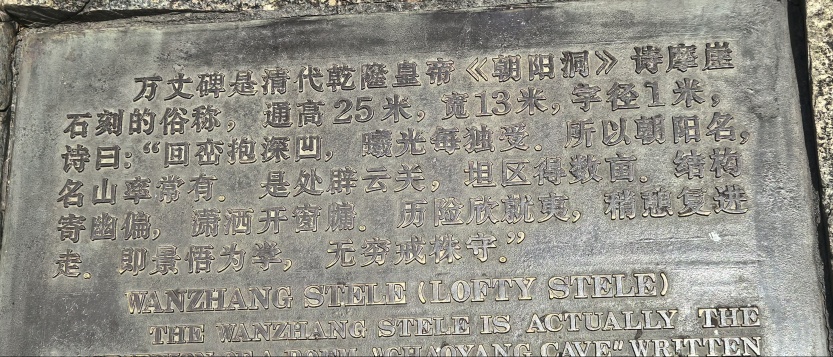 万丈碑是清代乾隆皇帝《朝阳洞》诗摩崖
石刻的俗称，通高25米，宽13米，字径1米，
诗曰：“回峦抱深凹，曦光每独受．所以朝阳名，
名山率常有．是处辟云关，坦区得数亩．结构
寄幽偏，潇洒开窗牖．历险欣就夷，稍憩复进
走．即景悟为学，无穷戒株守．”
WANZHANG STELE (LOFTY STELE)
THE WANZHANG STELE IS ACTUALLY THE
OF A POEM "CHAOYANG CAVE" WRITTEN